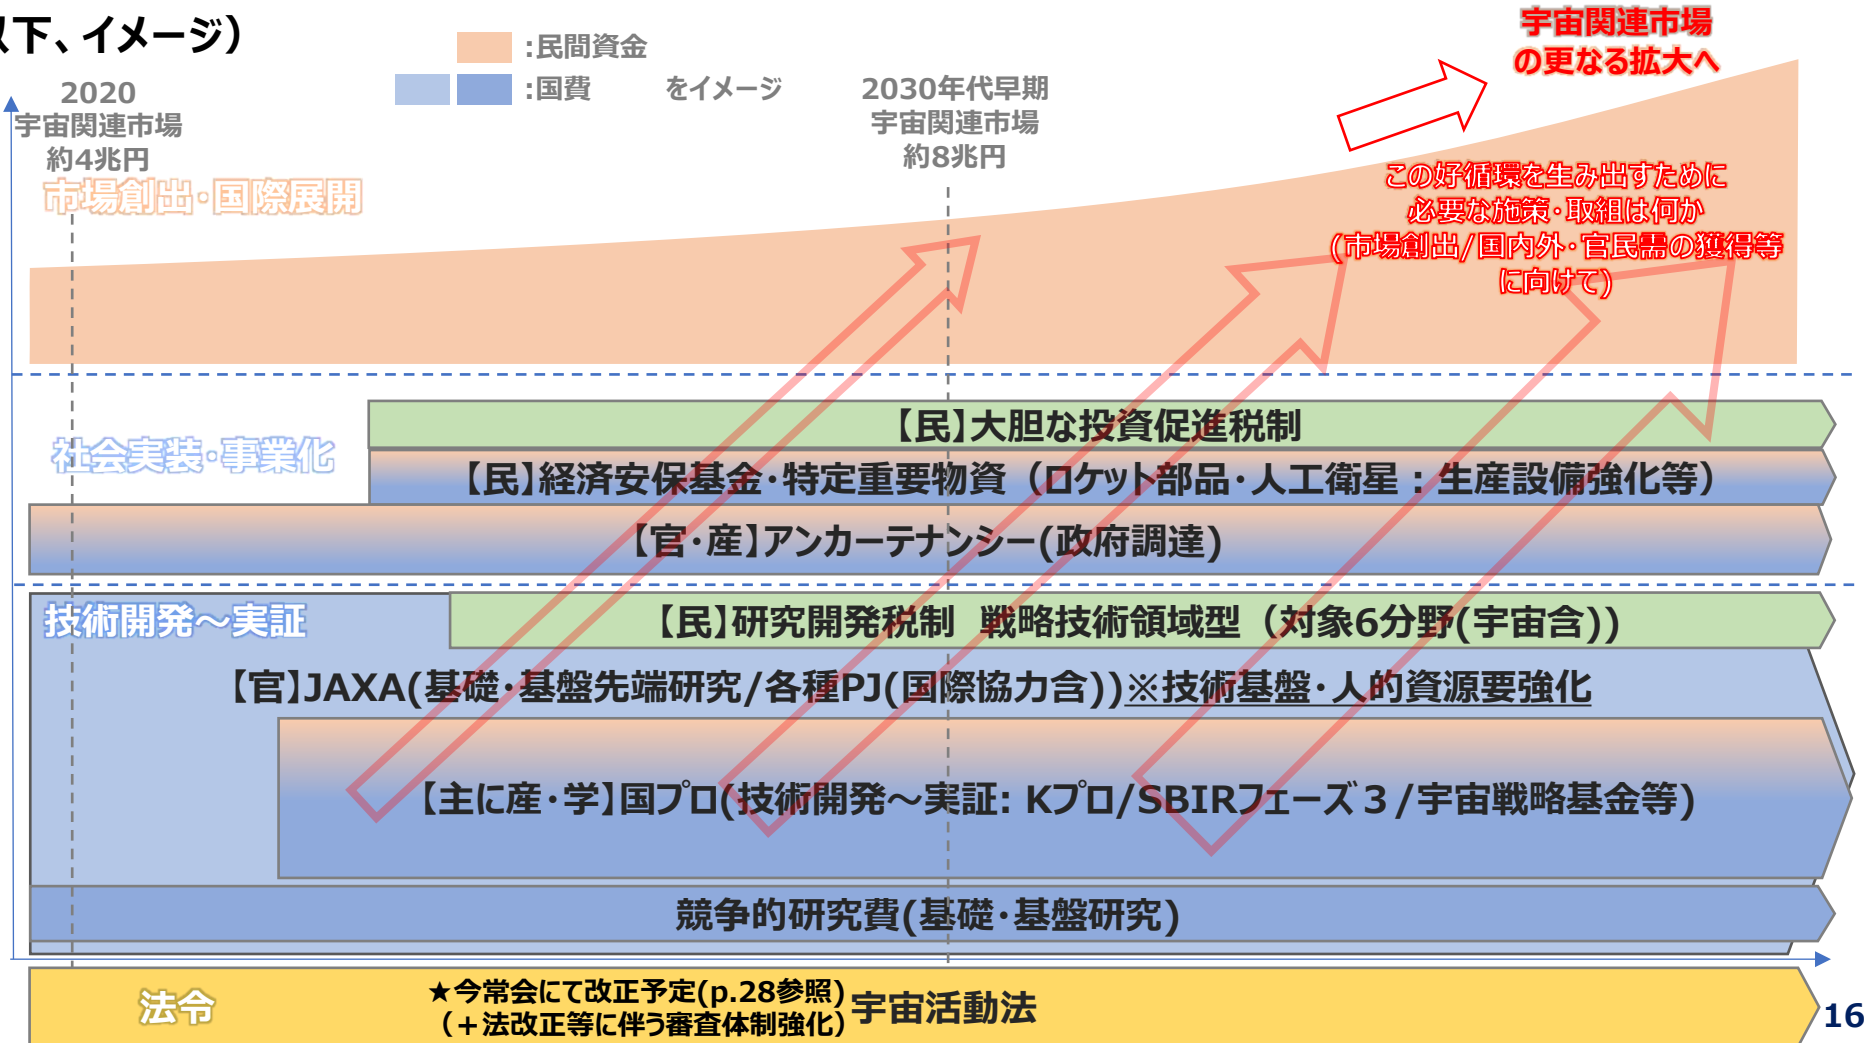 以下、イメージ）
:民間資金
:国費　　をイメージ
2020
宇宙関連市場
約4兆円
2030年代早期
宇宙関連市場
約8兆円
宇宙関連市場
の更なる拡大へ
市場創出・国際展開
この好循環を生み出すために
必要な施策・取組は何か
(市場創出/国内外・官民需の獲得等
に向けて)
社会実装・事業化
【民】大胆な投資促進税制
【民】経済安保基金・特定重要物資（ロケット部品・人工衛星：生産設備強化等）
【官・産】アンカーテナンシー(政府調達)
技術開発～実証
【民】研究開発税制 戦略技術領域型（対象6分野(宇宙含)）
【官】JAXA(基礎・基盤先端研究/各種PJ(国際協力含))※技術基盤・人的資源要強化
【主に産・学】国プロ(技術開発～実証: Kプロ/SBIRフェーズ３/宇宙戦略基金等)
競争的研究費(基礎・基盤研究)
法令
★今常会にて改正予定(p.28参照)
（＋法改正等に伴う審査体制強化）
宇宙活動法
16